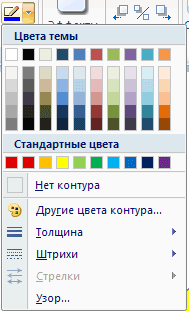 Цвета темы
Стандартные цвета
Нет контура
Другие цвета контура...
Толщина
Штрихи
Стрелки
Узор...